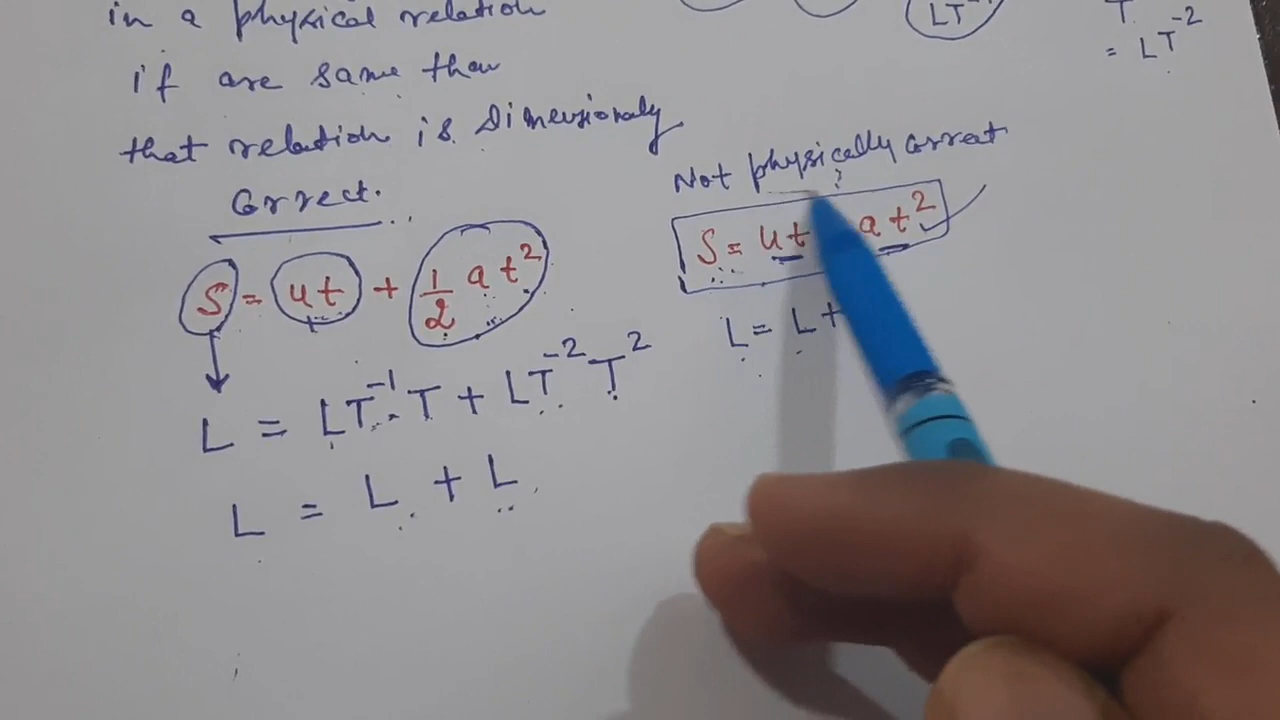 in a physical relation
if are same then
that relation is Dimensionaly
Correct.
S = ut + 1/2 at²
L = LT⁻¹T + LT⁻²T²
L = L + L
LT
T
= LT⁻²
Not physically correct
?
S = ut at²
L = L +